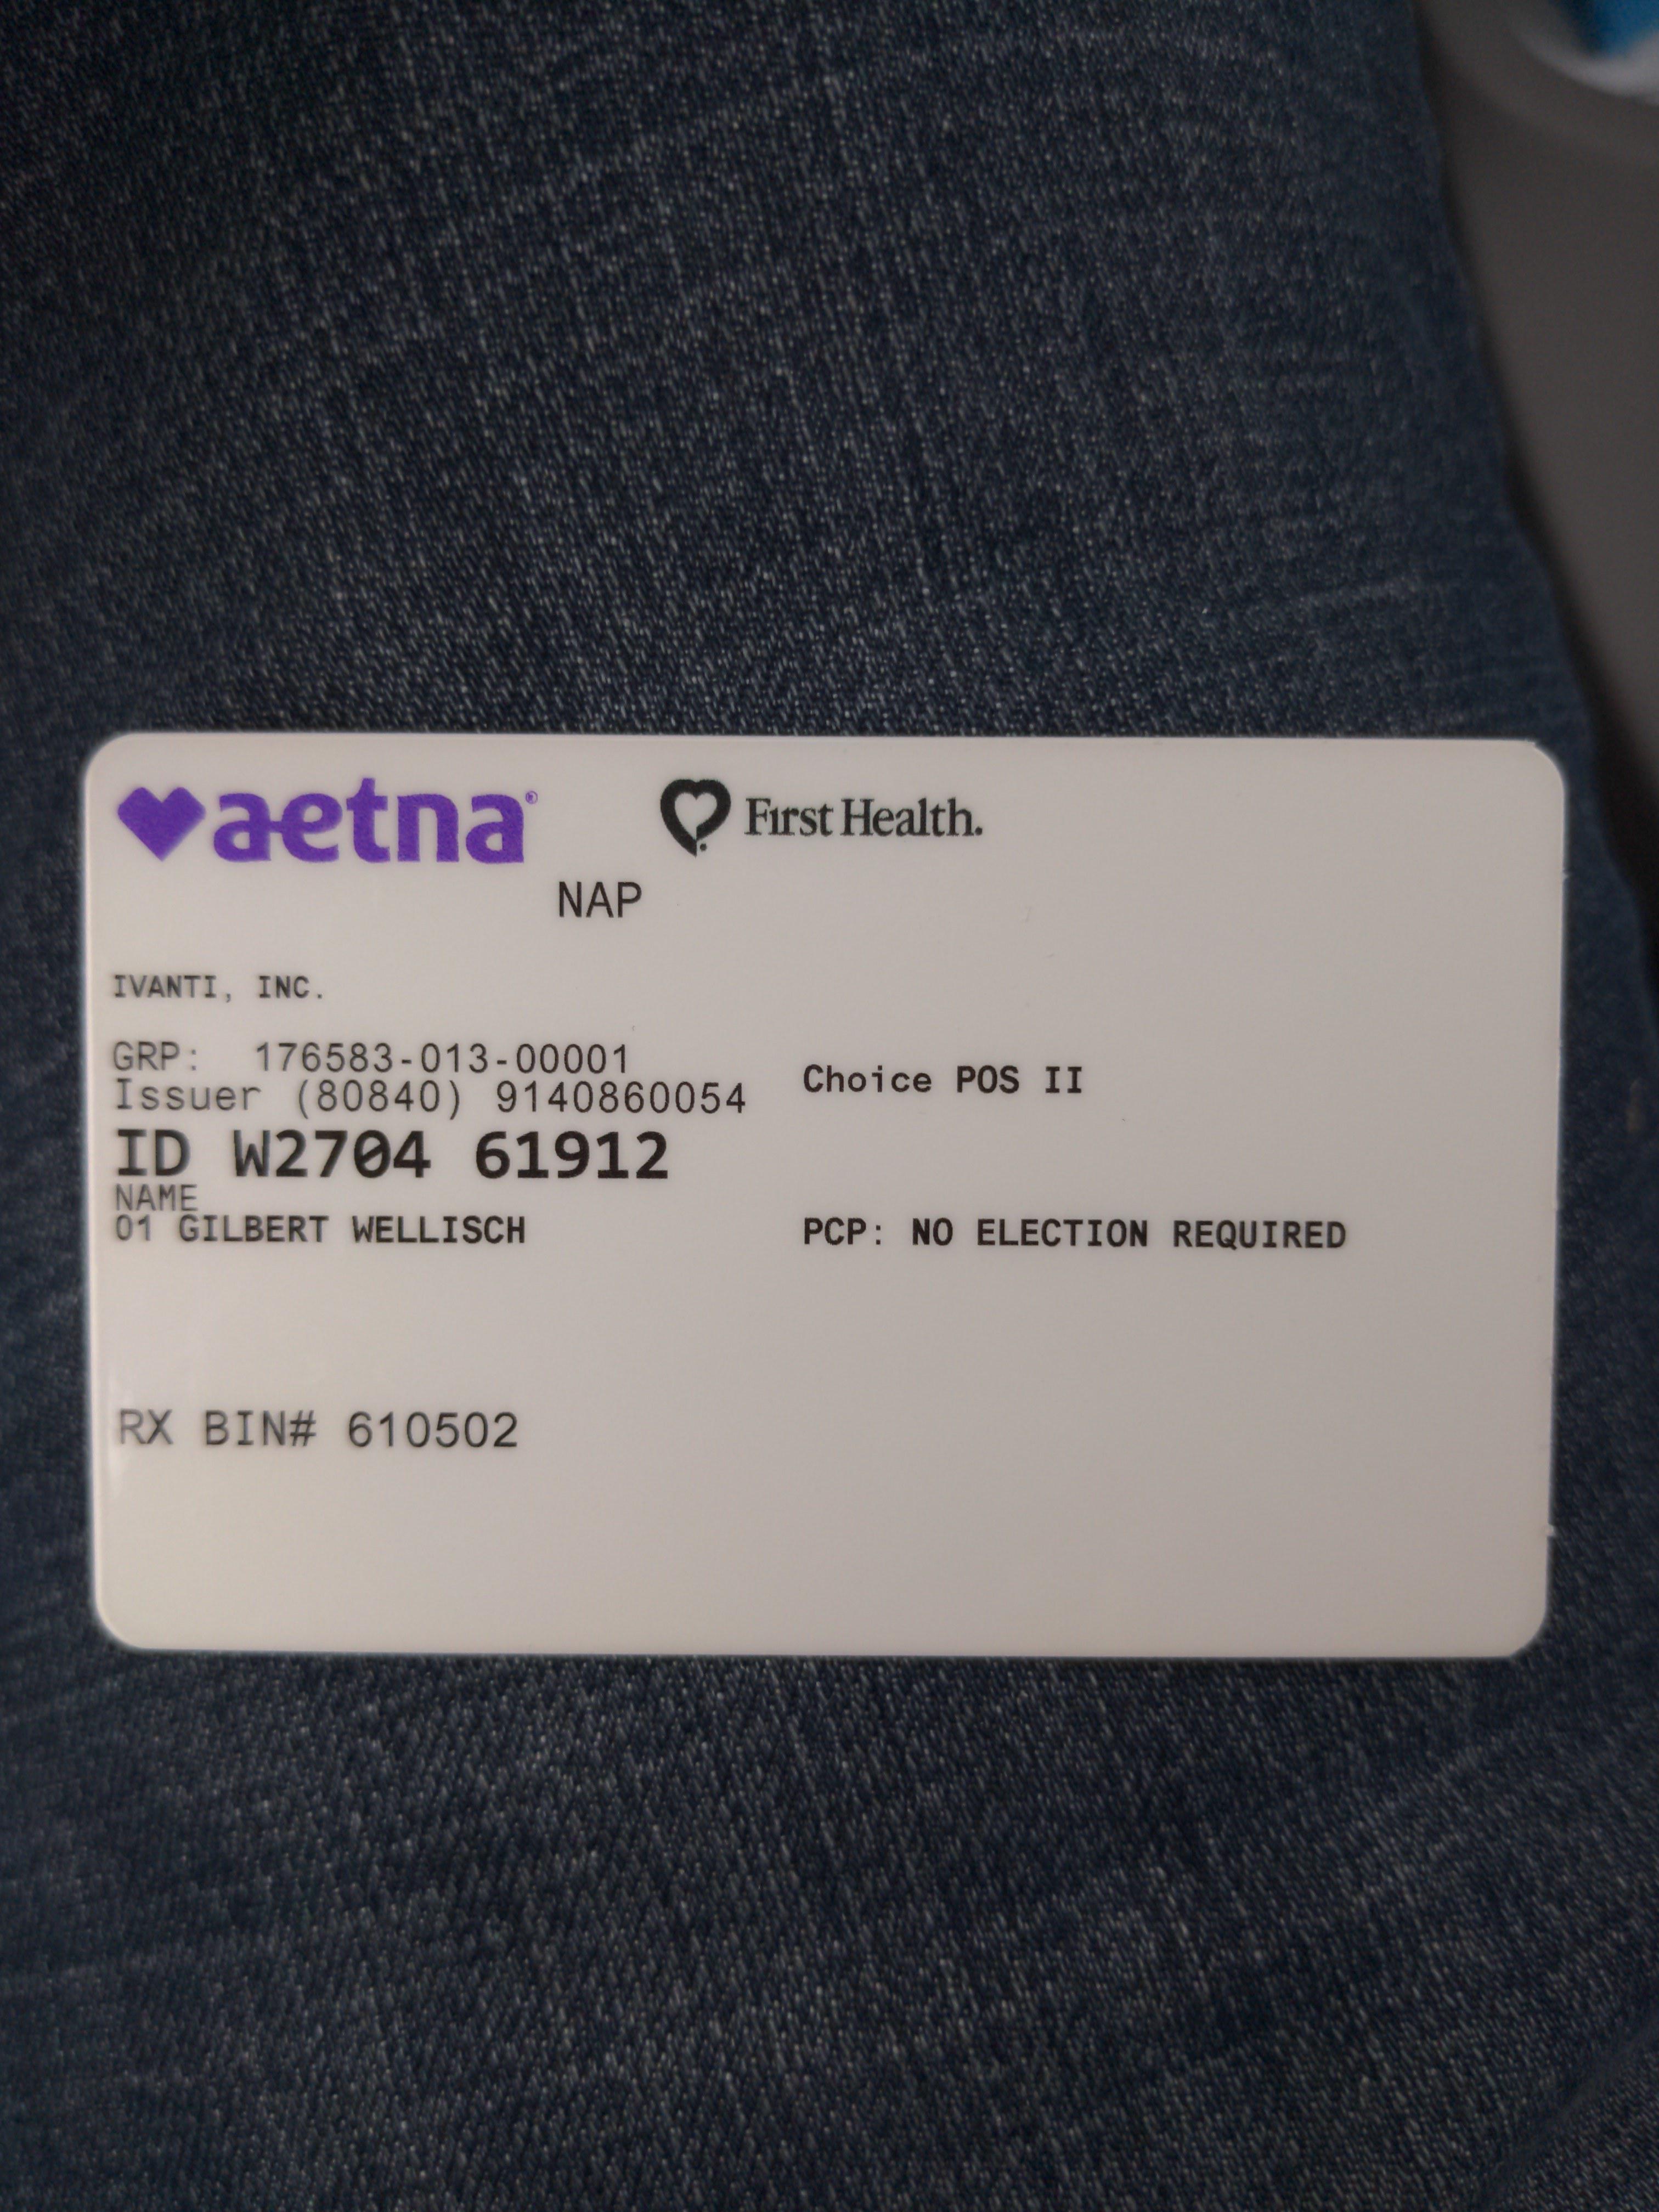 aetna®
First Health.
NAP
IVANTI, INC.
GRP: 176583-013-00001
Issuer (80840) 9140860054
Choice POS II
ID W2704 61912
NAME
01 GILBERT WELLISCH
PCP: NO ELECTION REQUIRED
RX BIN# 610502